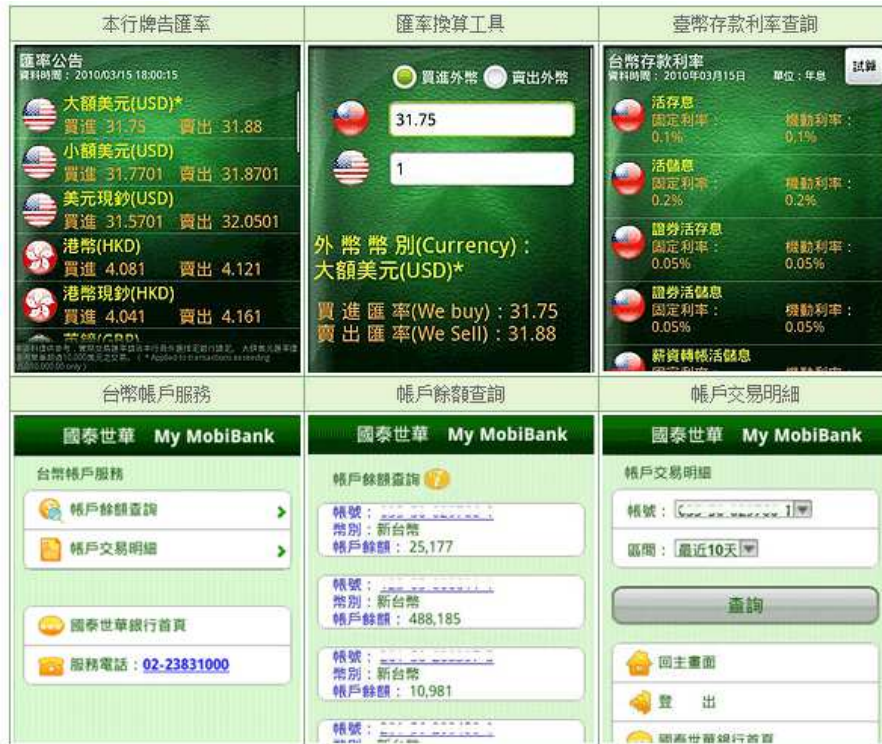 本行牌告匯率
匯率換算工具
臺幣存款利率查詢
匯率公告
資料時間：2010/03/15 18:00:15
大額美元(USD)*
買進 31.75 賣出 31.88
小額美元(USD)
買進 31.7701 賣出 31.8701
美元現鈔(USD)
買進 31.5701 賣出 32.0501
港幣(HKD)
買進 4.081 賣出 4.121
港幣現鈔(HKD)
買進 4.041 賣出 4.161
英鎊(GBP)
買進外幣 賣出外幣
31.75
1
外 幣 幣 別(Currency)：
大額美元(USD)*
買 進 匯 率(We buy)：31.75
賣 出 匯 率(We Sell)：31.88
台幣存款利率
資料時間：2010年03月15日 單位：年息
試算
活存息
固定利率： 機動利率：
0.1% 0.1%
活儲息
固定利率： 機動利率：
0.2% 0.2%
證券活存息
固定利率： 機動利率：
0.05% 0.05%
證券活儲息
固定利率： 機動利率：
0.05% 0.05%
薪資轉帳活儲息
台幣帳戶服務
帳戶餘額查詢
帳戶交易明細
國泰世華 My MobiBank
台幣帳戶服務
帳戶餘額查詢
帳戶交易明細
國泰世華銀行首頁
服務電話：02-23831000
國泰世華 My MobiBank
帳戶餘額查詢
帳號：
幣別：新台幣
帳戶餘額：25,177
帳號：
幣別：新台幣
帳戶餘額：488,185
帳號：
幣別：新台幣
帳戶餘額：10,981
帳號：
國泰世華 My MobiBank
帳戶交易明細
帳號：
區間：最近10天
查詢
回主畫面
登 出
國泰世華銀行首頁